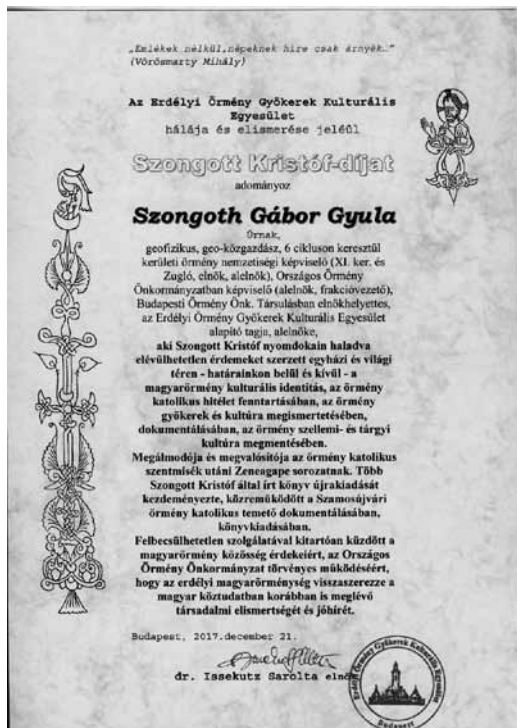 „Emlékek nélkül,népeknek híre csak árnyék…”
(Vörösmarty Mihály)
Az Erdélyi Örmény Gyökerek Kulturális
Egyesület
hálája és elismerése jeléül
Szongott Kristóf-díjat
adományoz
Szongoth Gábor Gyula
Úrnak,
geofizikus, geo-közgazdász, 6 cikluson keresztül
kerületi örmény nemzetiségi képviselő (XI. ker. és
Zugló, elnök, alelnök), Országos Örmény
Önkormányzatban képviselő (alelnök, frakcióvezető),
Budapesti Örmény Önk. Társulásban elnökhelyettes,
az Erdélyi Örmény Gyökerek Kulturális Egyesület
alapító tagja, alelnöke,
aki Szongott Kristóf nyomdokain haladva
elévülhetetlen érdemeket szerzett egyházi és világi
téren - határainkon belül és kívül - a
magyarörmény kulturális identitás, az örmény
katolikus hitélet fenntartásában, az örmény
gyökerek és kultúra megismertetésében,
dokumentálásában, az örmény szellemi- és tárgyi
kultúra megmentésében.
Megálmodója és megvalósítója az örmény katolikus
szentmisék utáni Zeneagape sorozatnak. Több
Szongott Kristóf által írt könyv újrakiadását
kezdeményezte, közreműködött a Szamosújvári
örmény katolikus temető dokumentálásában,
könyvkiadásában.
Felbecsülhetetlen szolgálatával kitartóan küzdött a
magyarörmény közösség érdekeiért, az Országos
Örmény Önkormányzat törvényes működéséért,
hogy az erdélyi magyarörménység visszaszerezze a
magyar köztudatban korábban is meglévő
társadalmi elismertségét és jóhírét.
Budapest, 2017.december 21.
dr. Issekutz Sarolta elnök
Erdélyi Örmény Gyökerek Kulturális Egyesület
Budapest